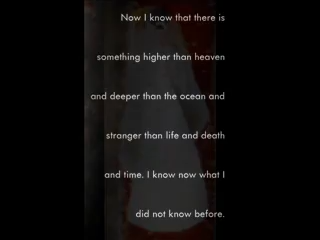 Now I know that there is
something higher than heaven
and deeper than the ocean and
stranger than life and death
and time. I know now what I
did not know before.